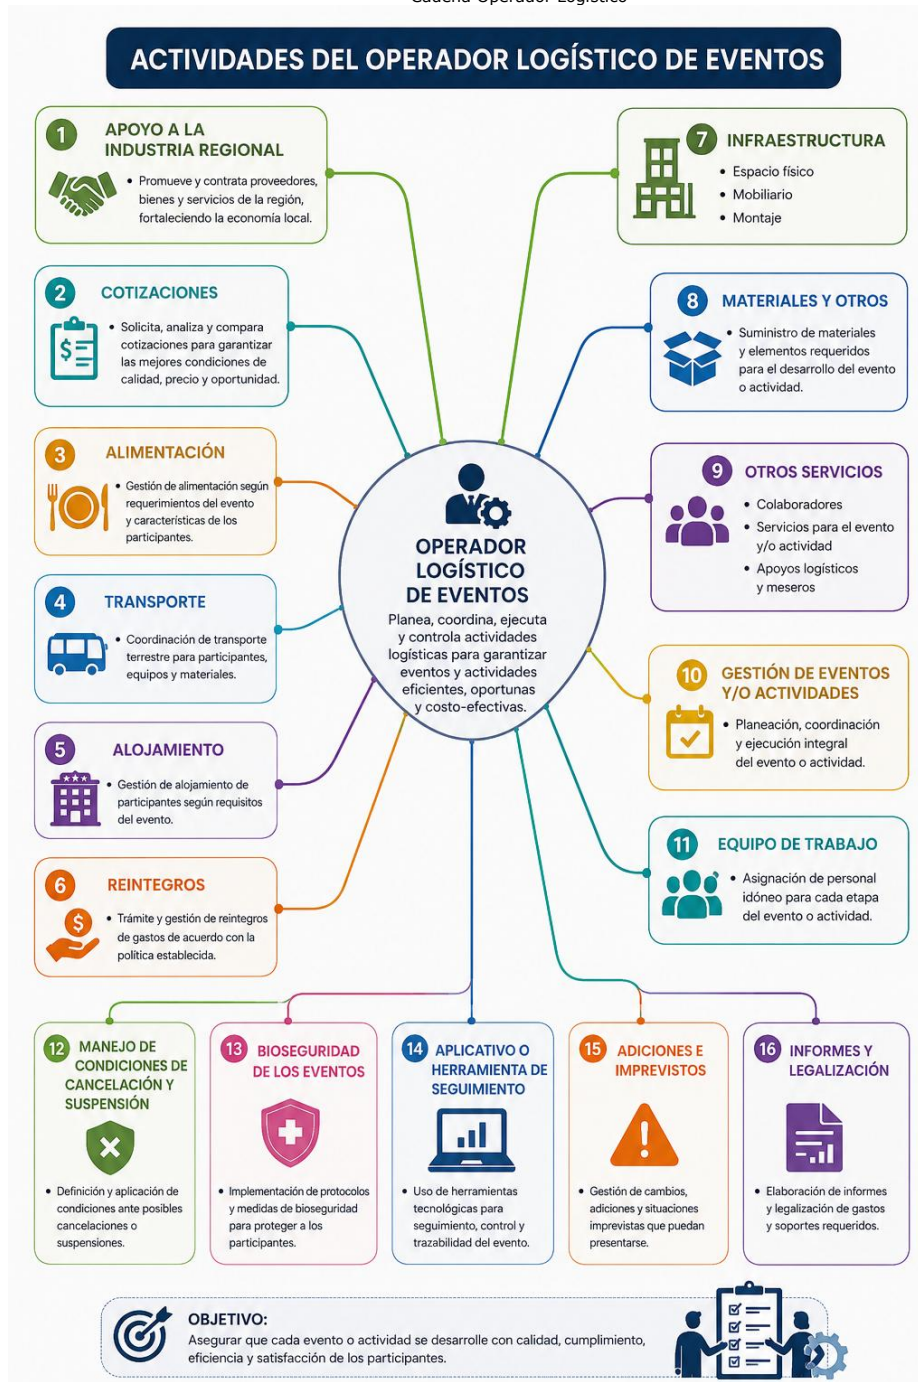 Cadena Operador Logístico
ACTIVIDADES DEL OPERADOR LOGÍSTICO DE EVENTOS
1
APOYO A LA
INDUSTRIA REGIONAL
• Promueve y contrata proveedores,
bienes y servicios de la región,
fortaleciendo la economía local.
2
COTIZACIONES
• Solicita, analiza y compara
cotizaciones para garantizar
las mejores condiciones de
calidad, precio y oportunidad.
3
ALIMENTACIÓN
• Gestión de alimentación según
requerimientos del evento
y características de los
participantes.
4
TRANSPORTE
• Coordinación de transporte
terrestre para participantes,
equipos y materiales.
5
ALOJAMIENTO
• Gestión de alojamiento de
participantes según requisitos
del evento.
6
REINTEGROS
• Trámite y gestión de reintegros
de gastos de acuerdo con la
política establecida.
OPERADOR
LOGÍSTICO
DE EVENTOS
Planea, coordina, ejecuta
y controla actividades
logísticas para garantizar
eventos y actividades
eficientes, oportunas
y costo-efectivas.
7
INFRAESTRUCTURA
• Espacio físico
• Mobiliario
• Montaje
8
MATERIALES Y OTROS
• Suministro de materiales
y elementos requeridos
para el desarrollo del evento
o actividad.
9
OTROS SERVICIOS
• Colaboradores
• Servicios para el evento
y/o actividad
• Apoyos logísticos
y meseros
10
GESTIÓN DE EVENTOS
Y/O ACTIVIDADES
• Planeación, coordinación
y ejecución integral
del evento o actividad.
11
EQUIPO DE TRABAJO
• Asignación de personal
idóneo para cada etapa
del evento o actividad.
12
MANEJO DE
CONDICIONES DE
CANCELACIÓN Y
SUSPENSIÓN
• Definición y aplicación de
condiciones ante posibles
cancelaciones o
suspensiones.
13
BIOSEGURIDAD
DE LOS EVENTOS
• Implementación de protocolos
y medidas de bioseguridad
para proteger a los
participantes.
14
APLICATIVO O
HERRAMIENTA DE
SEGUIMIENTO
• Uso de herramientas
tecnológicas para
seguimiento, control y
trazabilidad del evento.
15
ADICIONES E
IMPREVISTOS
• Gestión de cambios,
adiciones y situaciones
imprevistas que puedan
presentarse.
16
INFORMES Y
LEGALIZACIÓN
• Elaboración de informes
y legalización de gastos
y soportes requeridos.
OBJETIVO:
Asegurar que cada evento o actividad se desarrolle con calidad, cumplimiento,
eficiencia y satisfacción de los participantes.